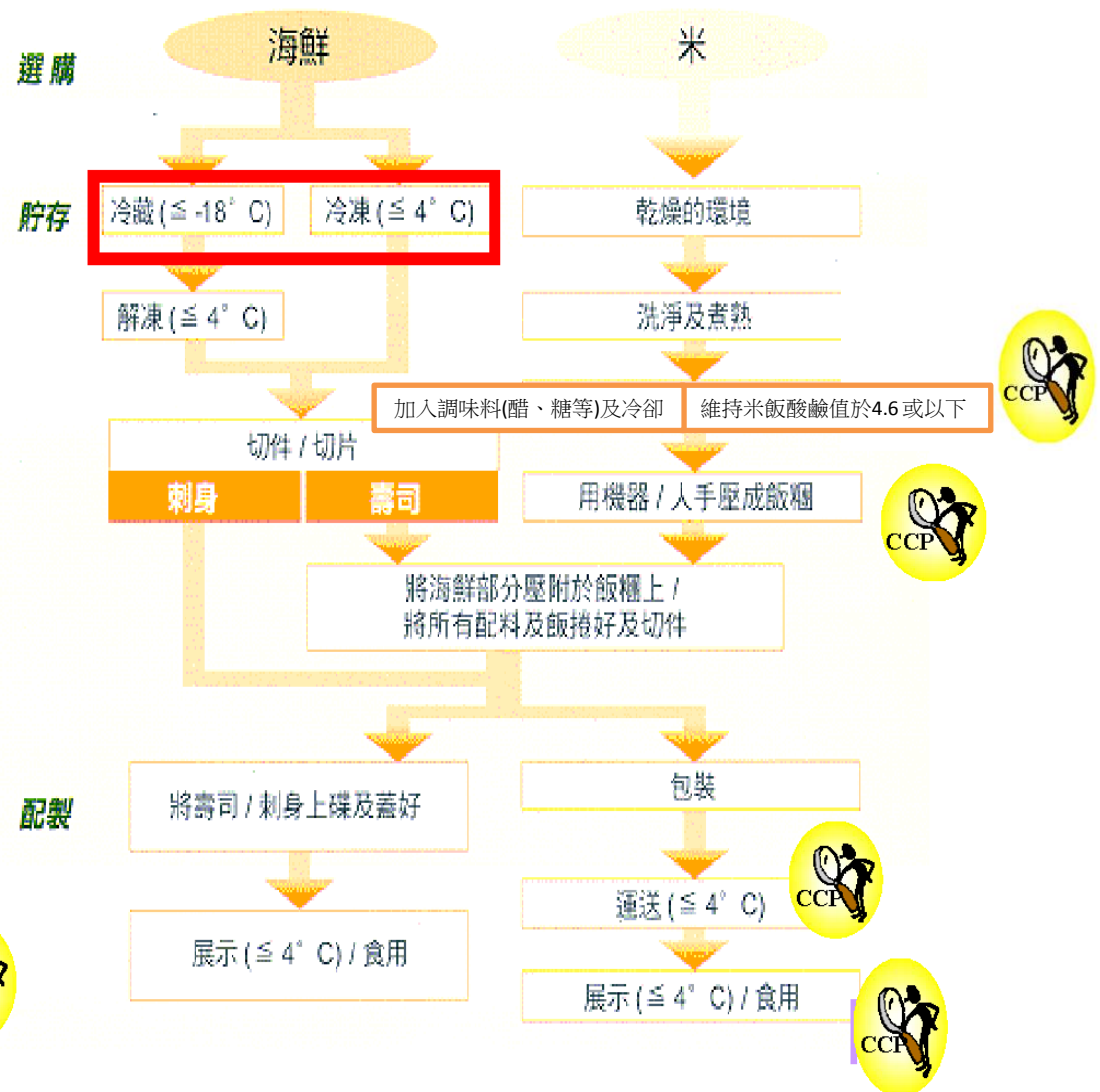 海鮮
米
選購
貯存
冷藏 (≦ -18° C)
冷凍 (≦ 4° C)
乾燥的環境
解凍 (≦ 4° C)
洗淨及煮熟
CCP
加入調味料(醋、糖等)及冷卻
維持米飯酸鹼值於4.6 或以下
切件 / 切片
刺身
壽司
用機器 / 人手壓成飯糰
CCP
將海鮮部分壓附於飯糰上 /
將所有配料及飯捲好及切件
配製
將壽司 / 刺身上碟及蓋好
包裝
運送 (≦ 4° C)
CCP
展示 (≦ 4° C) / 食用
展示 (≦ 4° C) / 食用
CCP